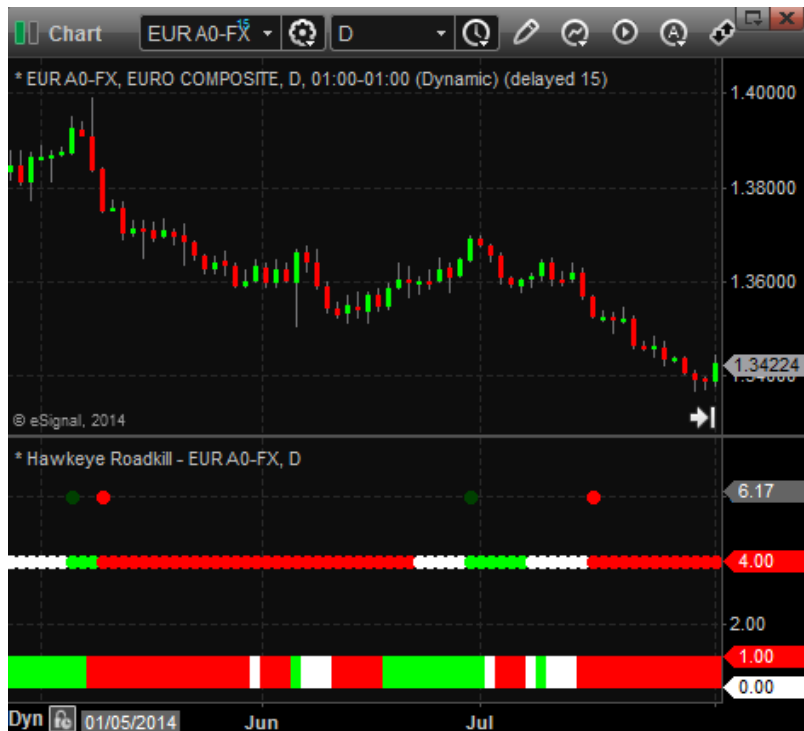 Chart EUR A0-FX 15 D
* EUR A0-FX, EURO COMPOSITE, D, 01:00-01:00 (Dynamic) (delayed 15)
1.40000
1.38000
1.36000
1.34224
1.34000
© eSignal, 2014
* Hawkeye Roadkill - EUR A0-FX, D
6.17
4.00
2.00
1.00
0.00
Dyn 01/05/2014 Jun Jul